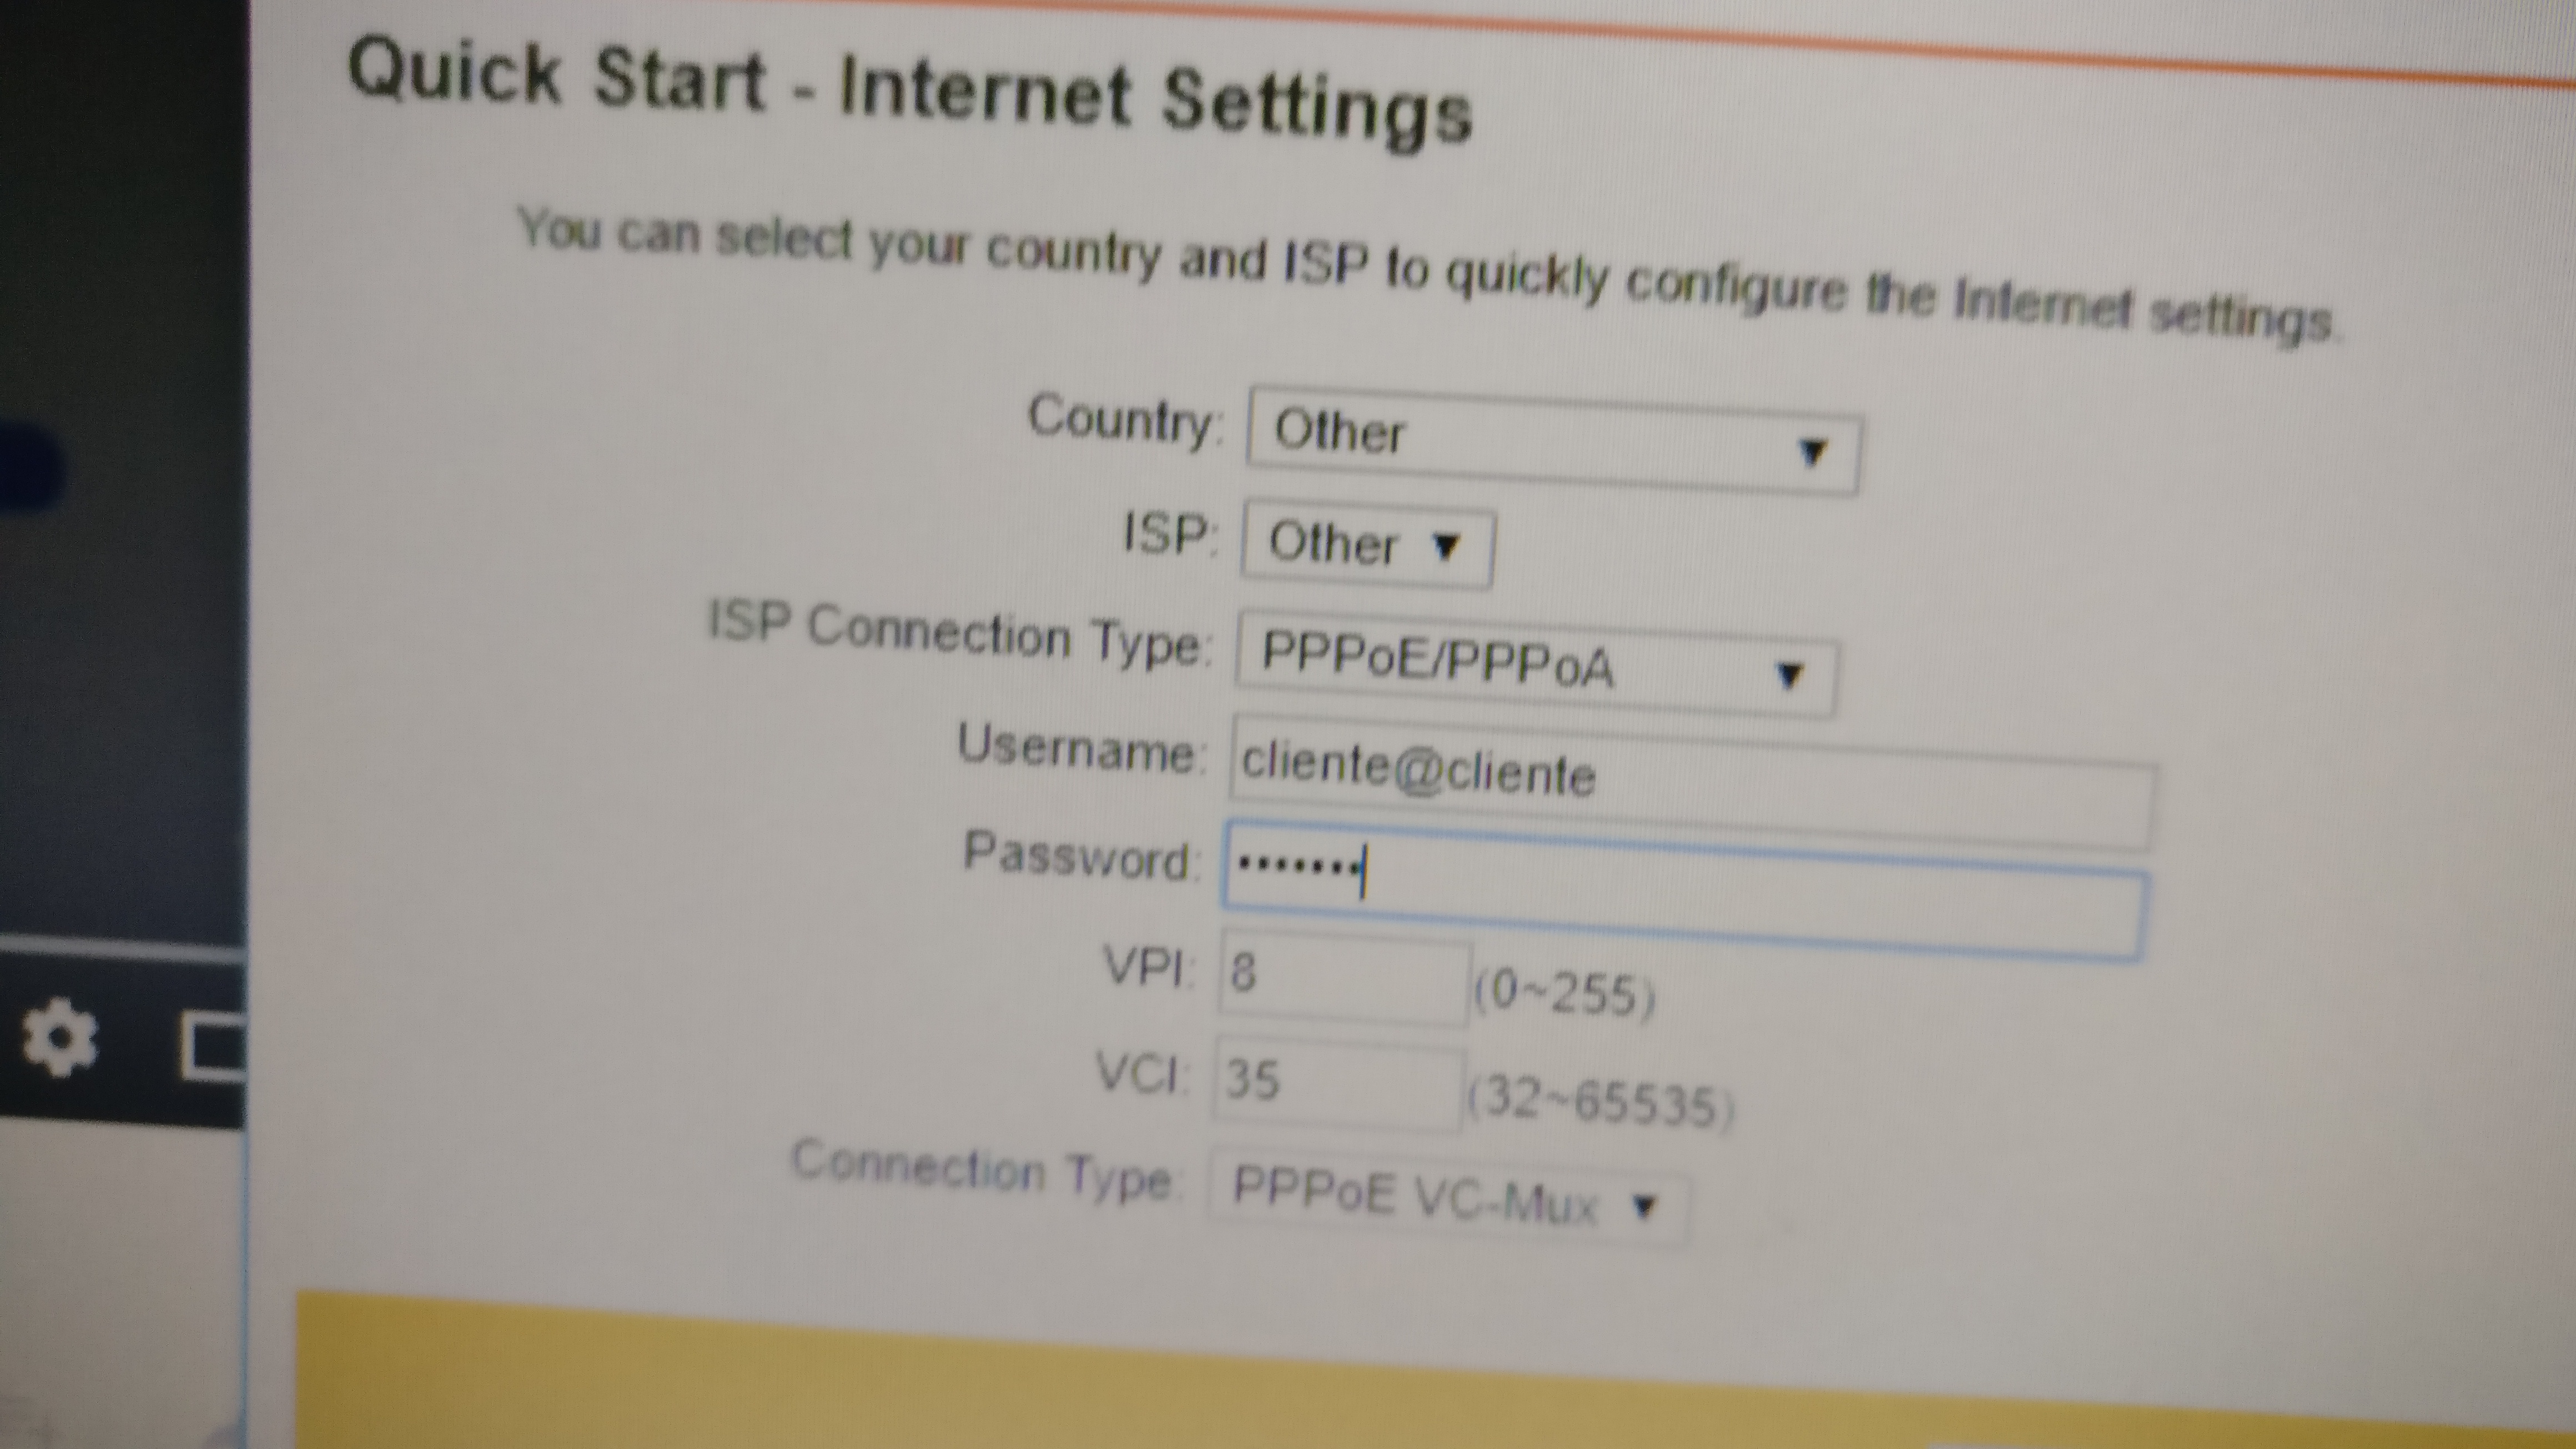 Quick Start - Internet Settings
You can select your country and ISP to quickly configure the Internet settings.
Country: Other
ISP: Other
ISP Connection Type: PPPoE/PPPoA
Username: cliente@cliente
Password: •••••••
VPI: 8 (0~255)
VCI: 35 (32~65535)
Connection Type: PPPoE VC-Mux